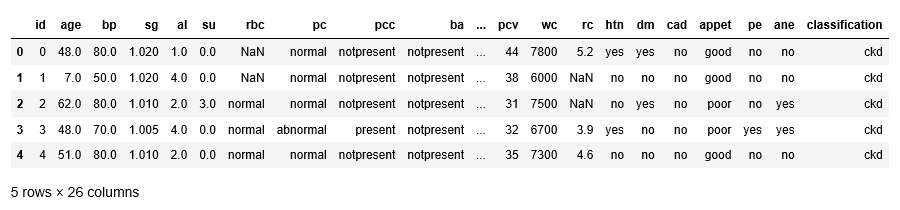 id age bp sg al su rbc pc pcc ba ... pcv wc rc htn dm cad appet pe ane classification
0 0 48.0 80.0 1.020 1.0 0.0 NaN normal notpresent notpresent ... 44 7800 5.2 yes yes no good no no ckd
1 1 7.0 50.0 1.020 4.0 0.0 NaN normal notpresent notpresent ... 38 6000 NaN no no no good no no ckd
2 2 62.0 80.0 1.010 2.0 3.0 normal normal notpresent notpresent ... 31 7500 NaN no yes no poor no yes ckd
3 3 48.0 70.0 1.005 4.0 0.0 normal abnormal present notpresent ... 32 6700 3.9 yes no no poor yes yes ckd
4 4 51.0 80.0 1.010 2.0 0.0 normal normal notpresent notpresent ... 35 7300 4.6 no no no good no no ckd
5 rows × 26 columns